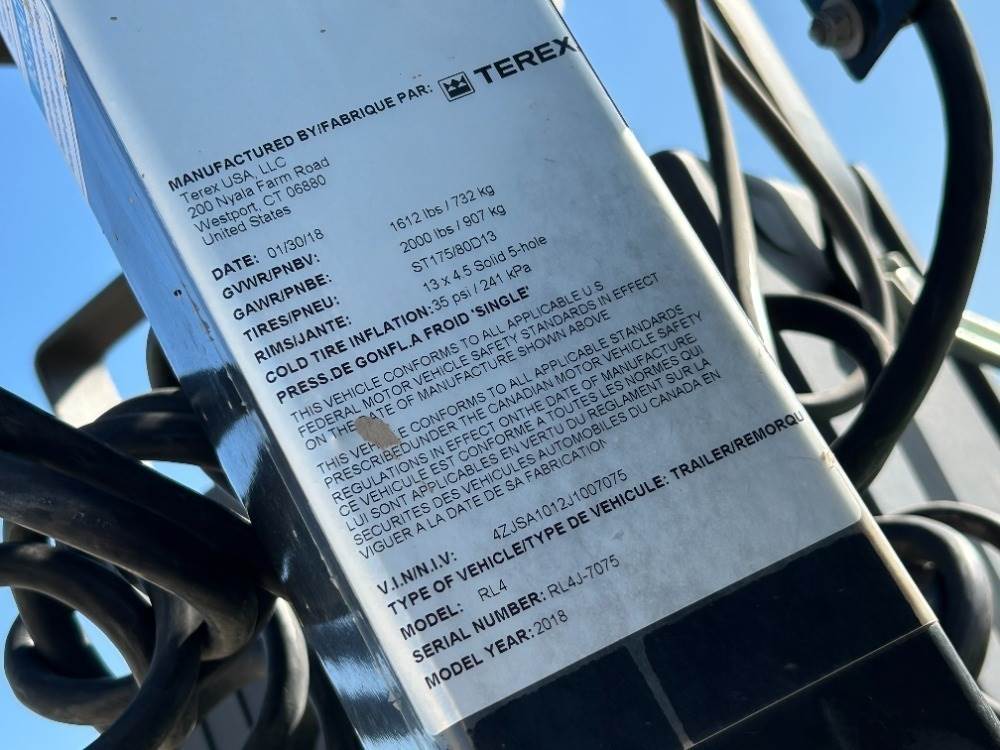 MANUFACTURED BY/FABRIQUE PAR: TEREX
Terex USA, LLC
200 Nyala Farm Road
Westport, CT 06880
United States
DATE: 01/30/18
GVWR/PNBV: 1612 lbs / 732 kg
GAWR/PNBE: 2000 lbs / 907 kg
TIRES/PNEU: ST175/80D13
RIMS/JANTE: 13 x 4.5 Solid 5-hole
COLD TIRE INFLATION: 35 psi / 241 kPa
PRESS.DE GONFL.A FROID 'SINGLE'
THIS VEHICLE CONFORMS TO ALL APPLICABLE U S
FEDERAL MOTOR VEHICLE SAFETY STANDARDS IN EFFECT
ON THE DATE OF MANUFACTURE SHOWN ABOVE
THIS VE E CONFORMS TO ALL APPLICABLE STANDARDS
PRESCRIBEDUNDER THE CANADIAN MOTOR VEHICLE SAFETY
REGULATIONS IN EFFECT ONTHE DATE OF MANUFACTURE.
CE VEHICULE EST CONFORME A TOUTES LES NORMES QUI
LUI SONT APPLICABLES EN VERTU DU REGLEMENT SUR LA
SECURITES DES VEHICULES AUTOMOBILES DU CANADA EN
VIGUER A LA DATE DE SA FABRICATION
V.I.N/N.I.V: 4ZJSA1012J1007075
TYPE OF VEHICLE/TYPE DE VEHICULE: TRAILER/REMORQU
MODEL: RL4
SERIAL NUMBER: RL4J-7075
MODEL YEAR: 2018